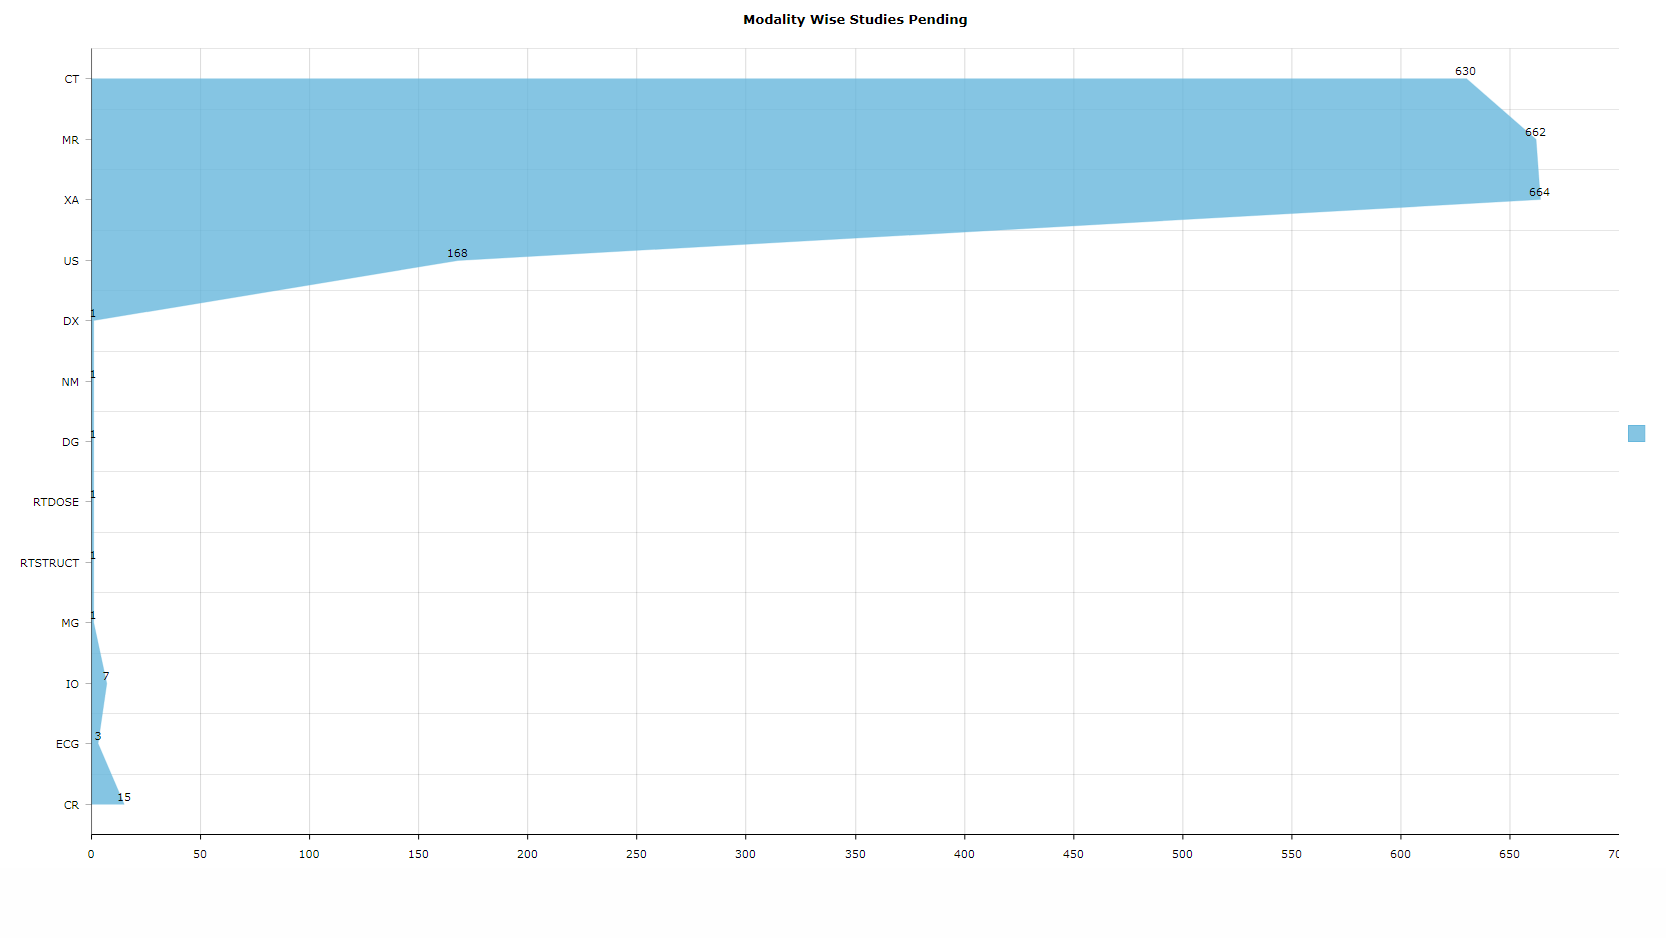 Modality Wise Studies Pending
CT 630
MR 662
XA 664
US 168
DX 1
NM 1
DG 1
RTDOSE 1
RTSTRUCT 1
MG 1
IO 7
ECG 3
CR 15
0 50 100 150 200 250 300 350 400 450 500 550 600 650